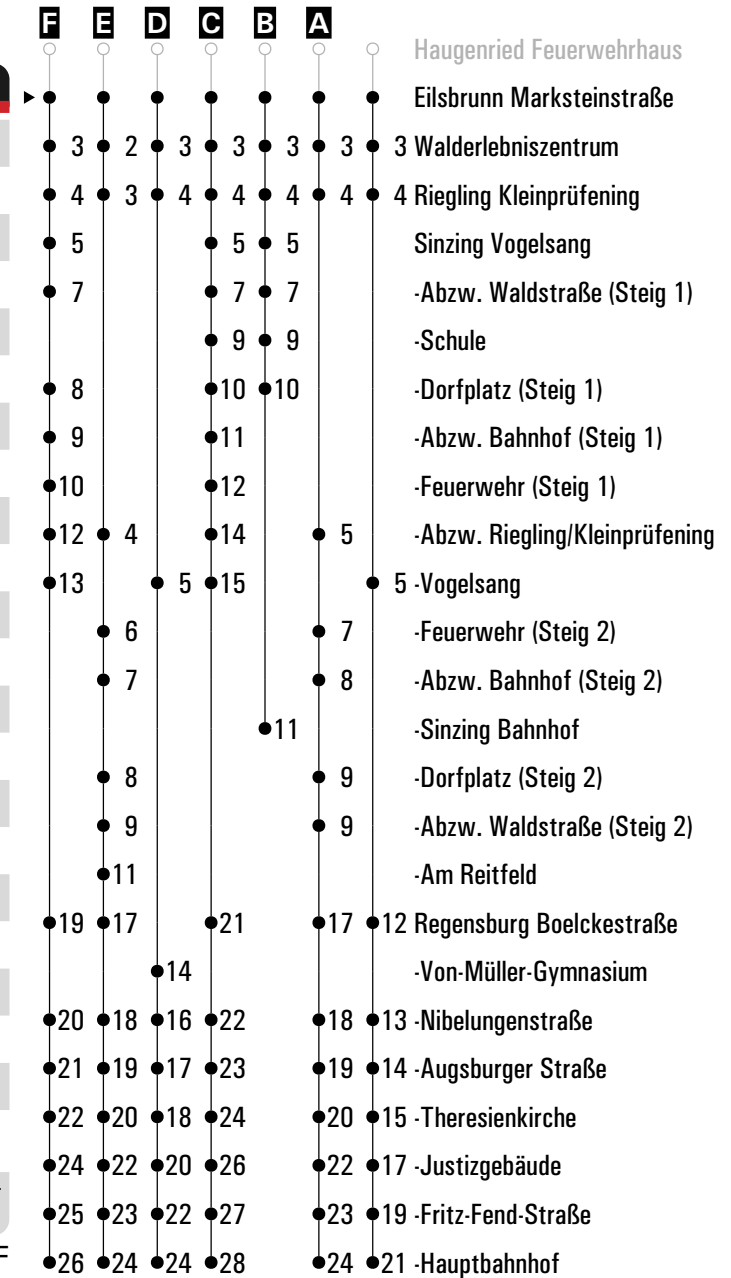 F E D C B A
Haugenried Feuerwehrhaus
Eilsbrunn Marksteinstraße
3 2 3 3 3 3 3 Walderlebniszentrum
4 3 4 4 4 4 4 Riegling Kleinprüfening
5 5 5 Sinzing Vogelsang
7 7 7 -Abzw. Waldstraße (Steig 1)
9 9 -Schule
8 10 10 -Dorfplatz (Steig 1)
9 11 -Abzw. Bahnhof (Steig 1)
10 12 -Feuerwehr (Steig 1)
12 4 14 5 -Abzw. Riegling/Kleinprüfening
13 5 15 5 -Vogelsang
6 7 -Feuerwehr (Steig 2)
7 8 -Abzw. Bahnhof (Steig 2)
11 -Sinzing Bahnhof
8 9 -Dorfplatz (Steig 2)
9 9 -Abzw. Waldstraße (Steig 2)
11 -Am Reitfeld
19 17 21 17 12 Regensburg Boelckestraße
14 -Von-Müller-Gymnasium
20 18 16 22 18 13 -Nibelungenstraße
21 19 17 23 19 14 -Augsburger Straße
22 20 18 24 20 15 -Theresienkirche
24 22 20 26 22 17 -Justizgebäude
25 23 22 27 23 19 -Fritz-Fend-Straße
26 24 24 28 24 21 -Hauptbahnhof